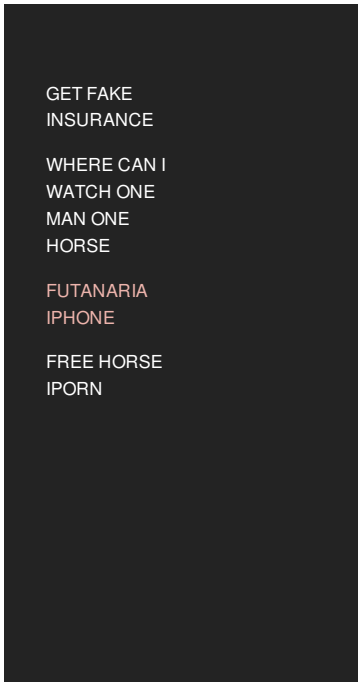 GET FAKE
INSURANCE
WHERE CAN I
WATCH ONE
MAN ONE
HORSE
FUTANARIA
IPHONE
FREE HORSE
IPORN